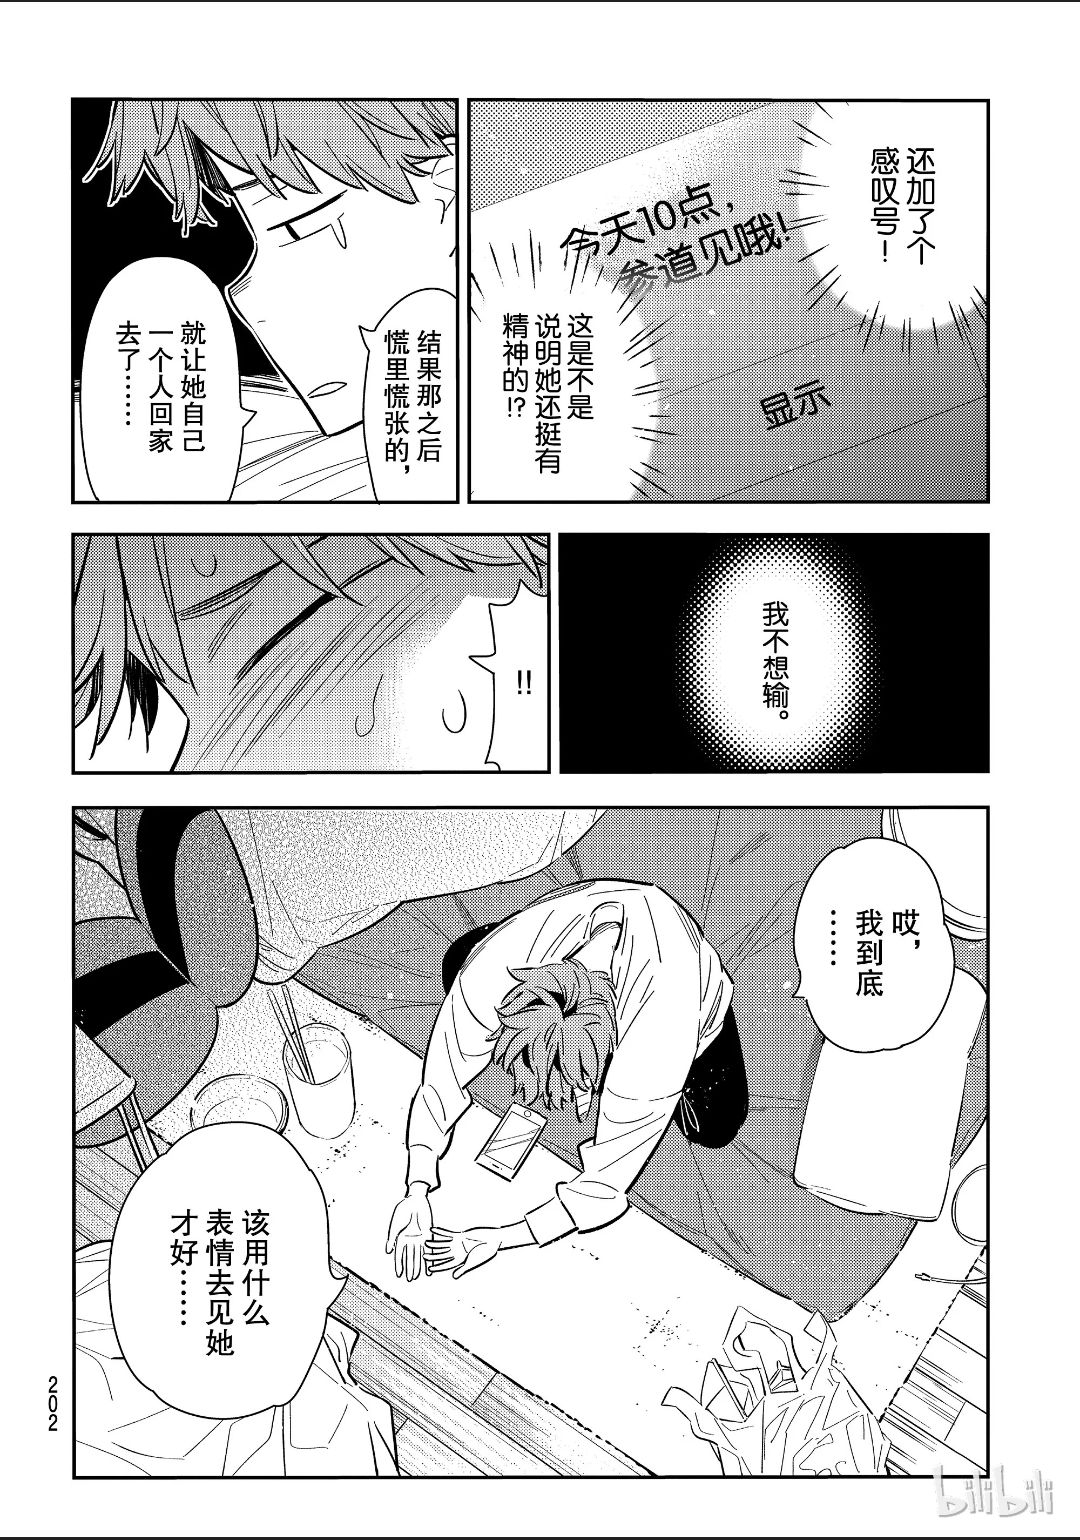 还加了个
感叹号！
今天10点，
参道见哦！
显示
这是不是
说明她还挺有
精神的！？
结果那之后
慌里慌张的，
就让她自己
一个人回家
去了……
我不想输。
！！
哎，
我到底
……
该用什么
表情去见她
才好……
202
bilibili